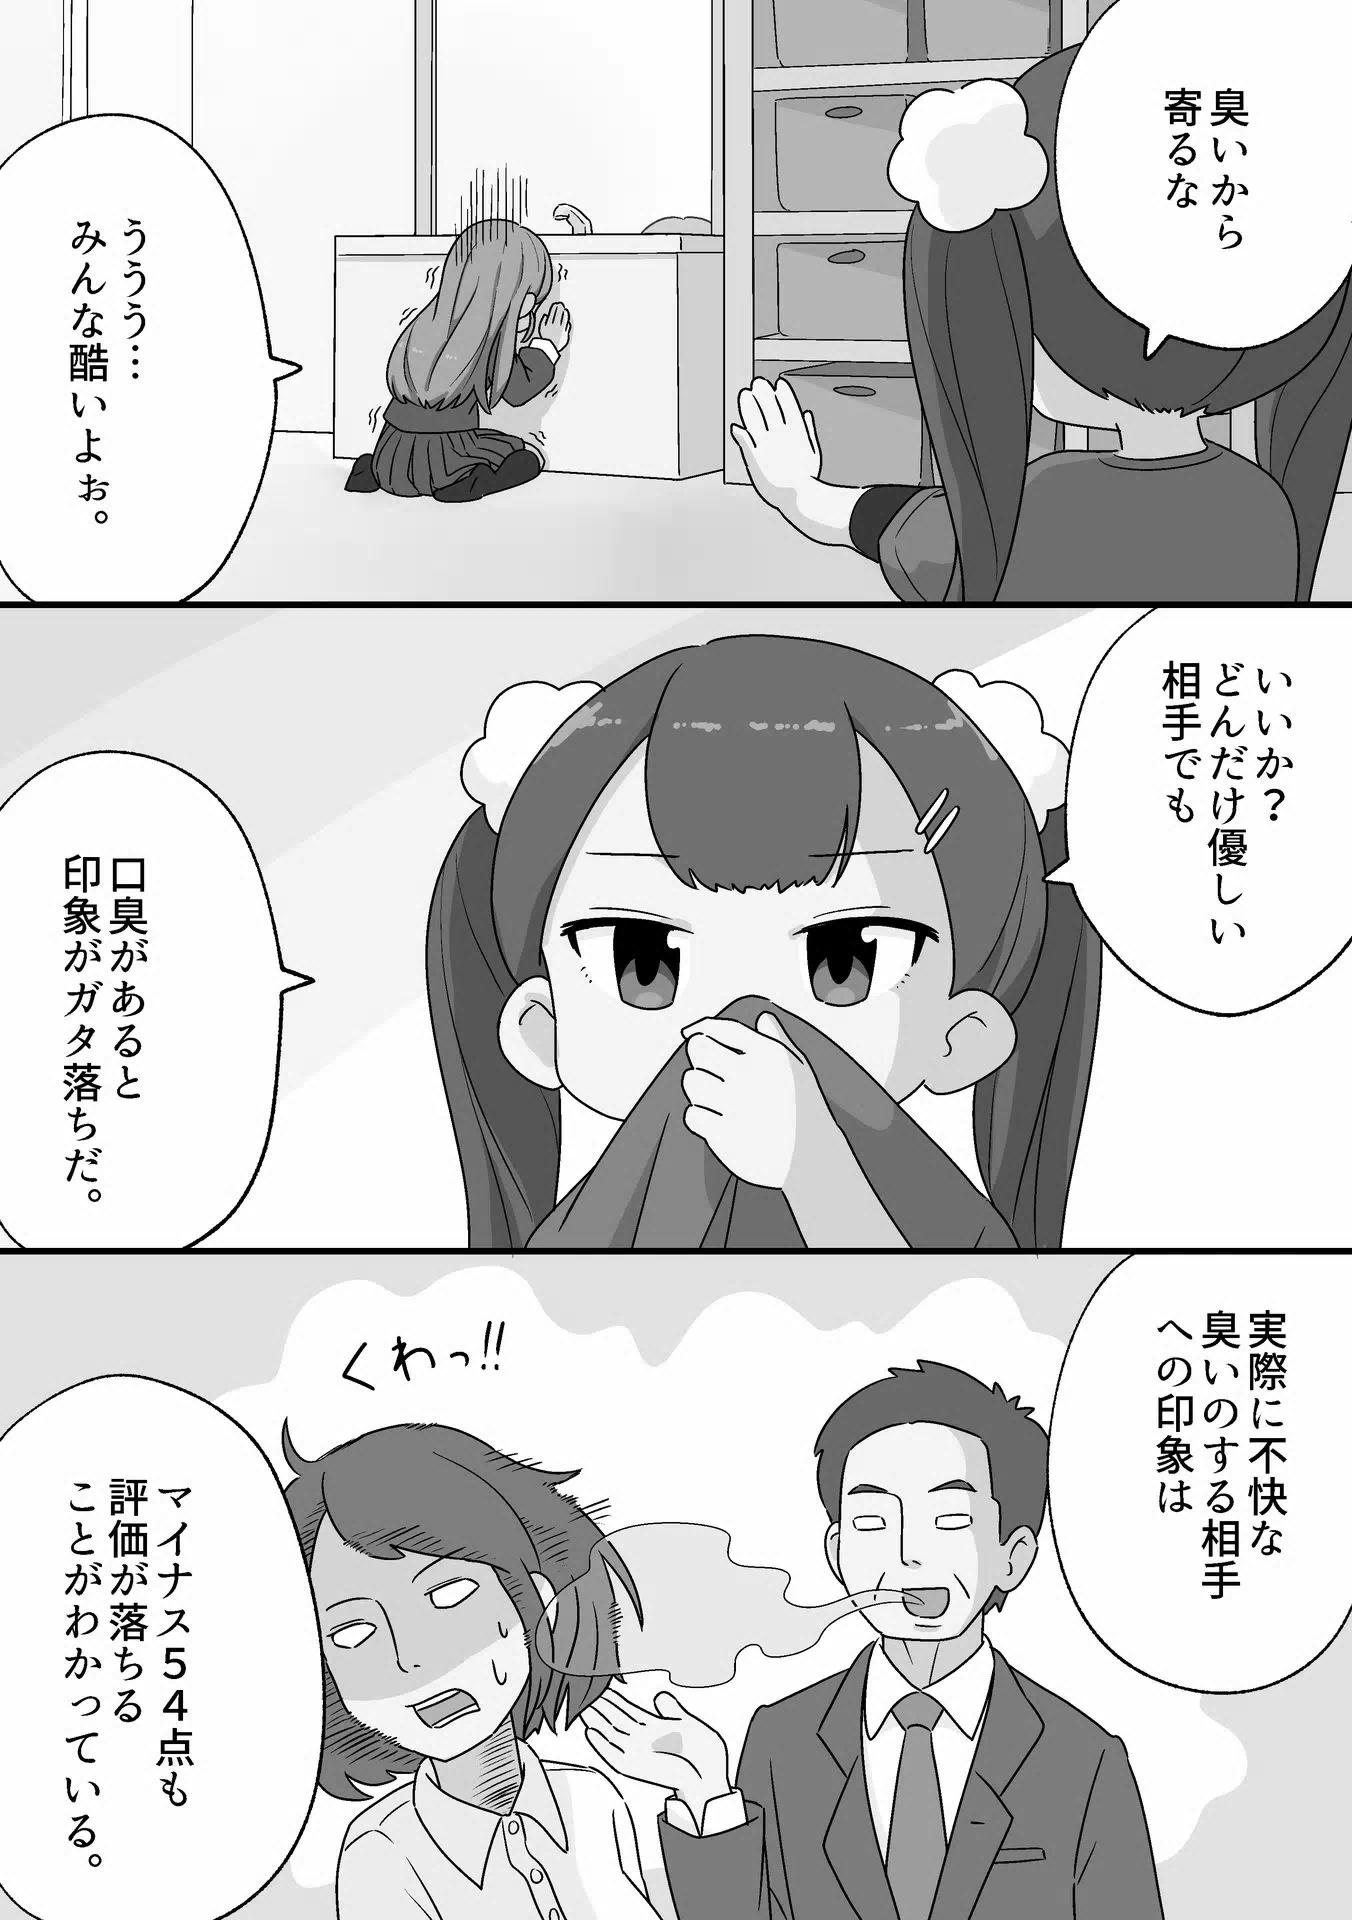 臭いから
寄るな
ううう…
みんな酷いよぉ。
いいか？
どんだけ優しい
相手でも
口臭があると
印象がガタ落ちだ。
実際に不快な
臭いのする相手
への印象は
くわっ!!
マイナス５４点も
評価が落ちる
ことがわかっている。